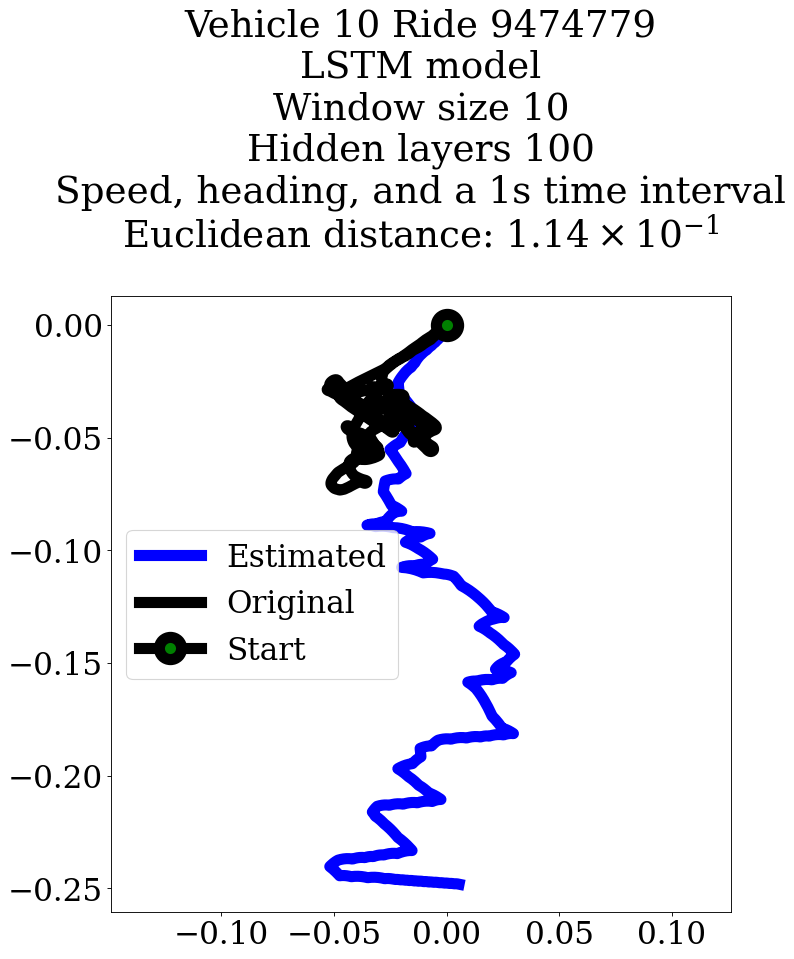 Vehicle 10 Ride 9474779
LSTM model
Window size 10
Hidden layers 100
Speed, heading, and a 1s time interval
Euclidean distance: 1.14 × 10⁻¹
0.00
−0.05
−0.10
−0.15
−0.20
−0.25
Estimated
Original
Start
−0.10 −0.05 0.00 0.05 0.10